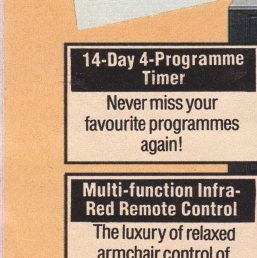 14-Day 4-Programme
Timer
Never miss your
favourite programmes
again!
Multi-function Infra-
Red Remote Control
The luxury of relaxed
armchair control of